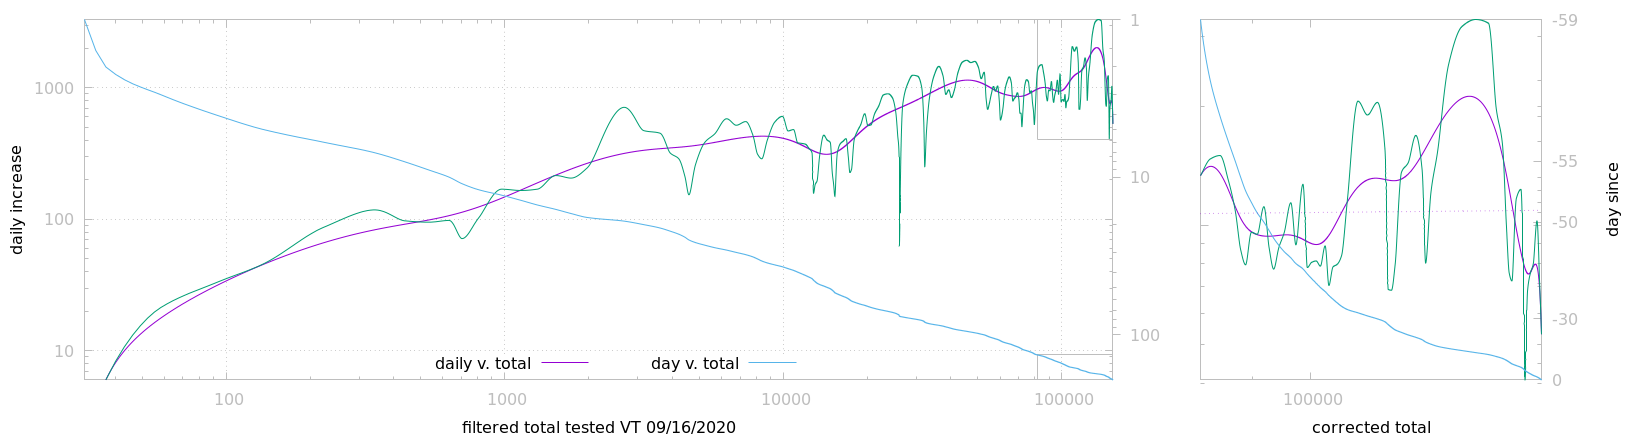 1 -59
1000
10 -55
daily increase
100
-50
day since
-30
100
10
daily v. total day v. total
0
100 1000 10000 100000 100000
filtered total tested VT 09/16/2020 corrected total